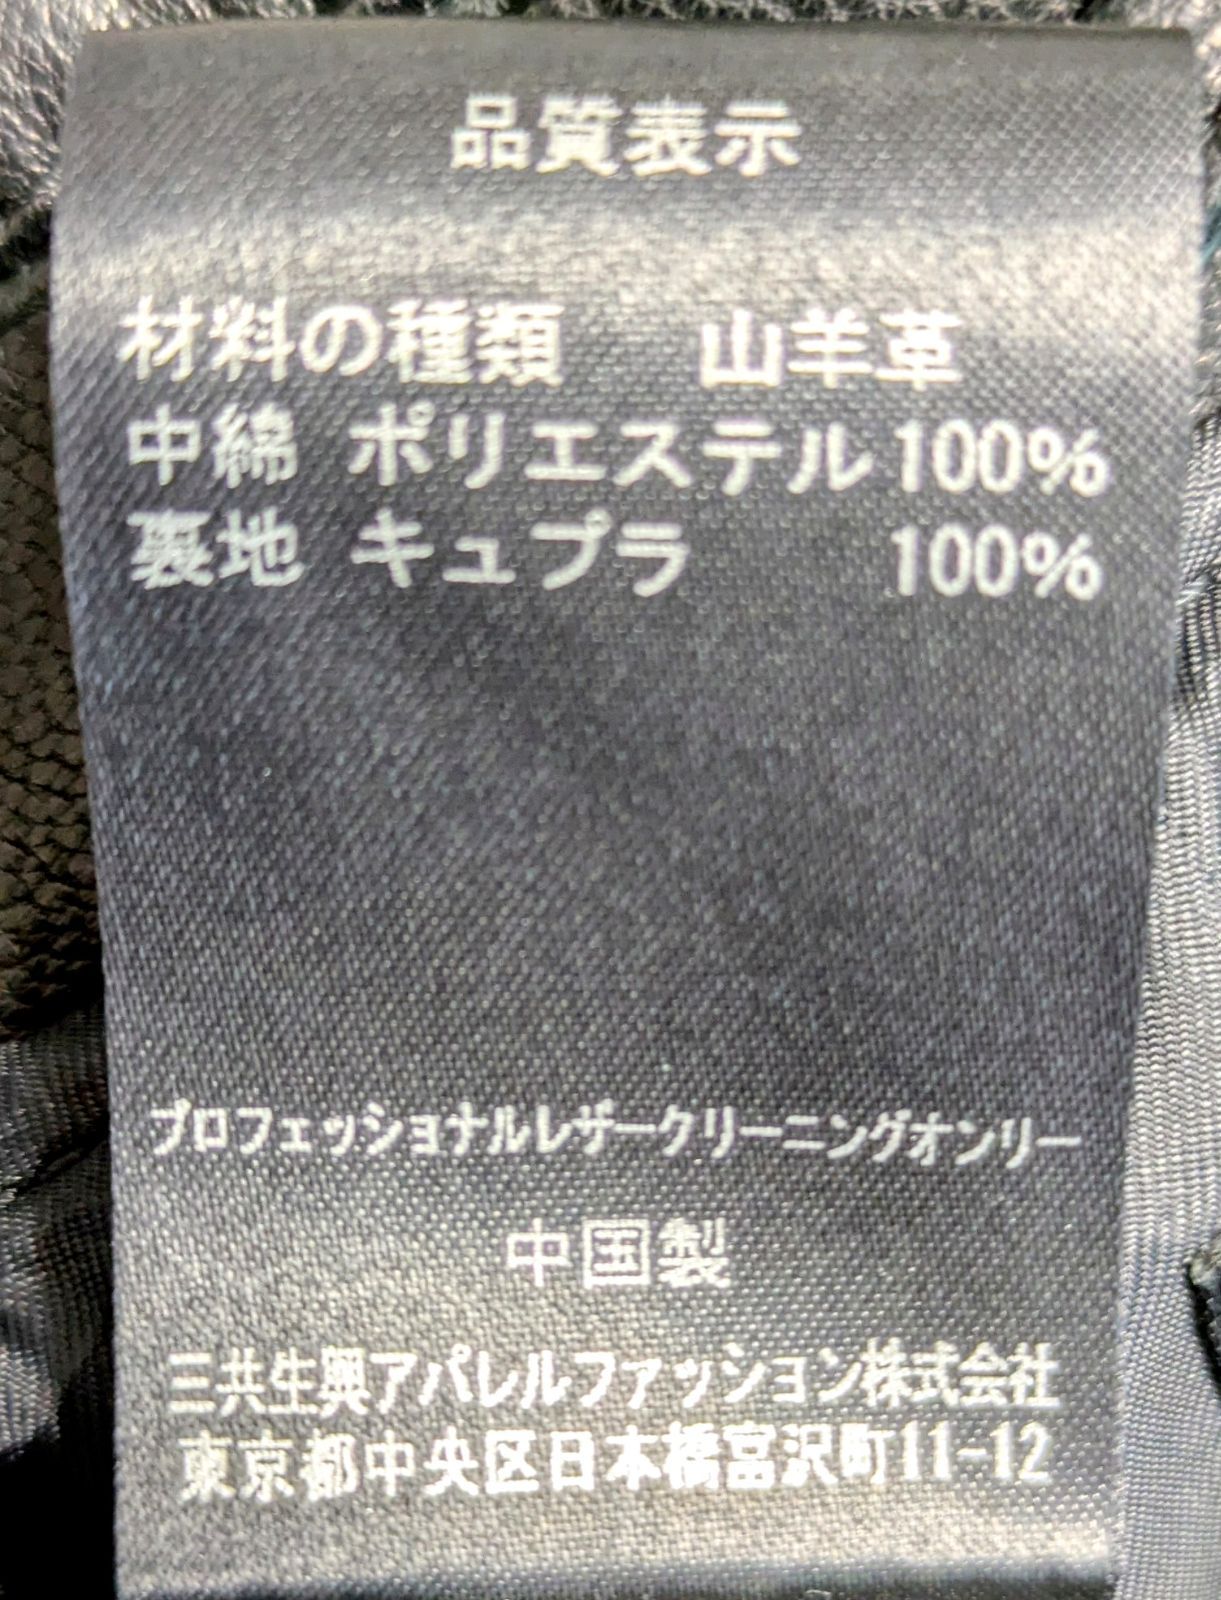 品質表示
材料の種類 山羊革
中綿 ポリエステル100%
裏地 キュプラ 100%
プロフェッショナルレザークリーニングオンリー
中国製
三共生興アパレルファッション株式会社
東京都中央区日本橋富沢町11-12